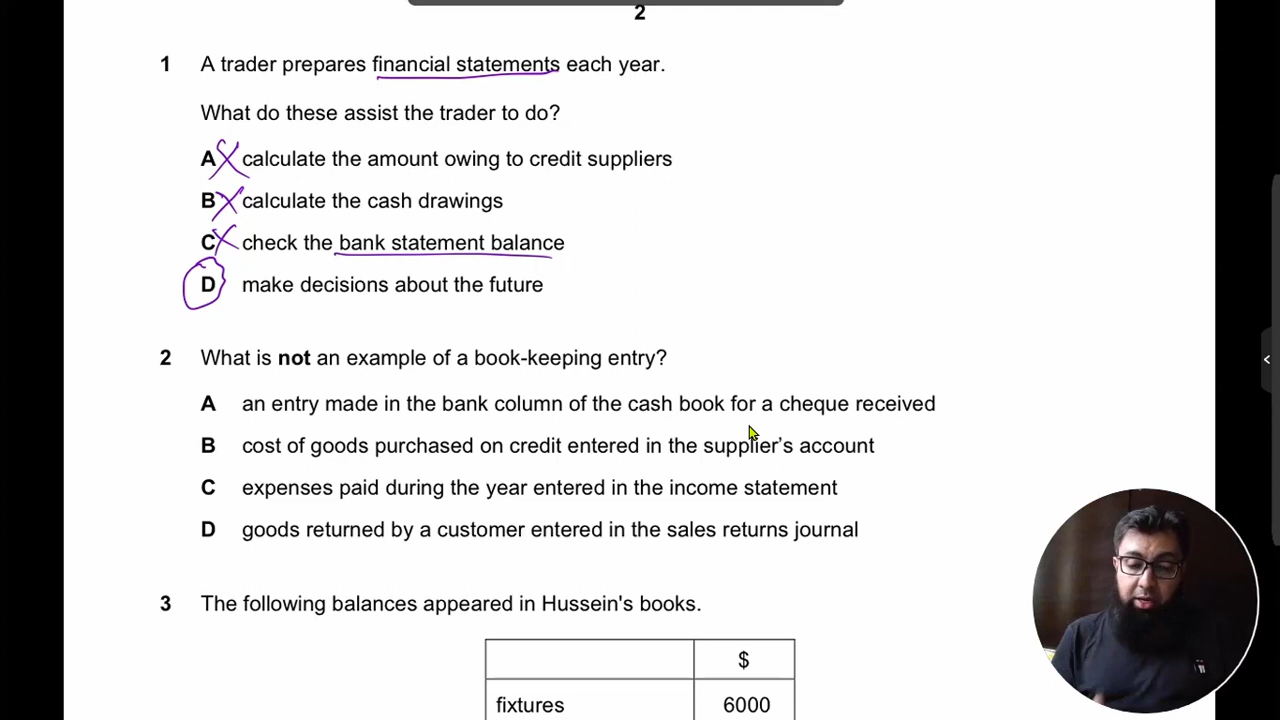 2
1 A trader prepares financial statements each year.
What do these assist the trader to do?
A calculate the amount owing to credit suppliers
B calculate the cash drawings
C check the bank statement balance
D make decisions about the future
2 What is not an example of a book-keeping entry?
A an entry made in the bank column of the cash book for a cheque received
B cost of goods purchased on credit entered in the supplier's account
C expenses paid during the year entered in the income statement
D goods returned by a customer entered in the sales returns journal
3 The following balances appeared in Hussein's books.
$
fixtures 6000